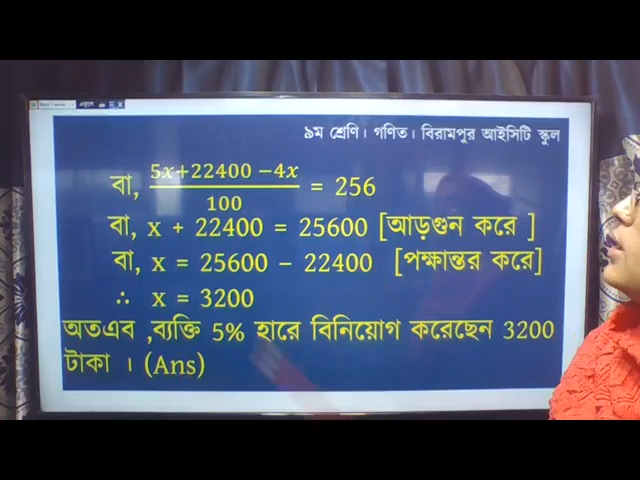 ৯ম শ্রেণি। গণিত। বিরামপুর আইসিটি স্কুল
বা, (5x+22400 −4x)/100 = 256
বা, x + 22400 = 25600 [আড়গুন করে ]
বা, x = 25600 − 22400 [পক্ষান্তর করে]
∴ x = 3200
অতএব ,ব্যক্তি 5% হারে বিনিয়োগ করেছেন 3200
টাকা । (Ans)